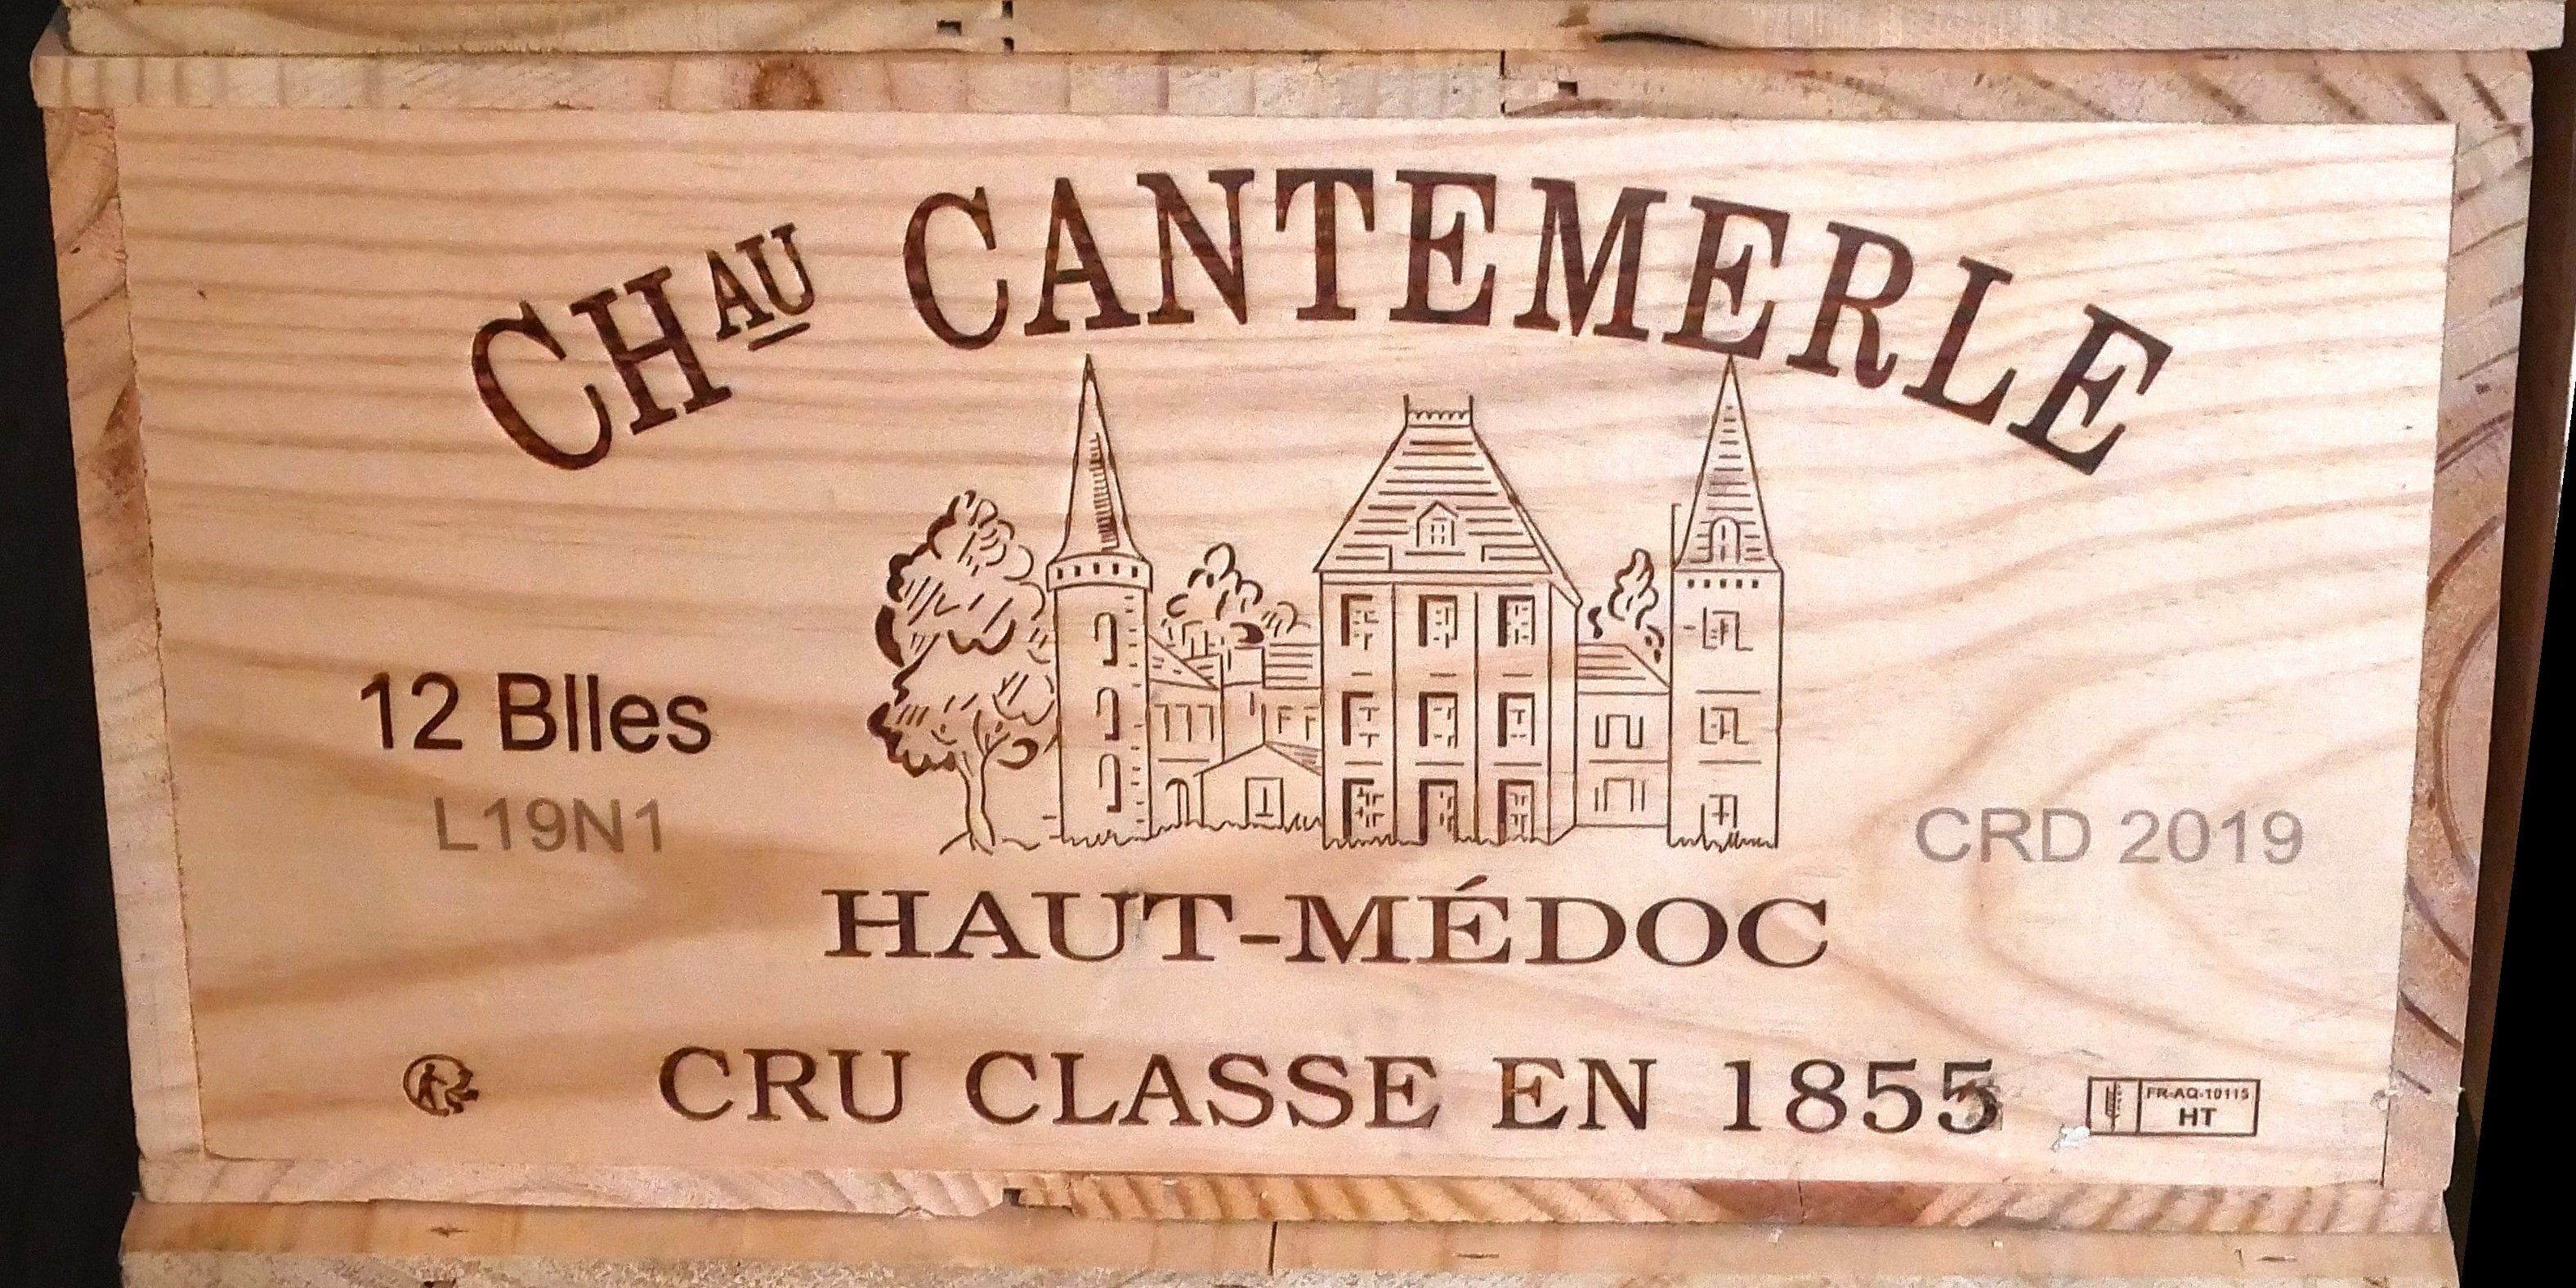 CHAU CANTEMERLE
12 Blles
L19N1
CRD 2019
HAUT-MÉDOC
CRU CLASSE EN 1855
FR-AQ-10115
HT